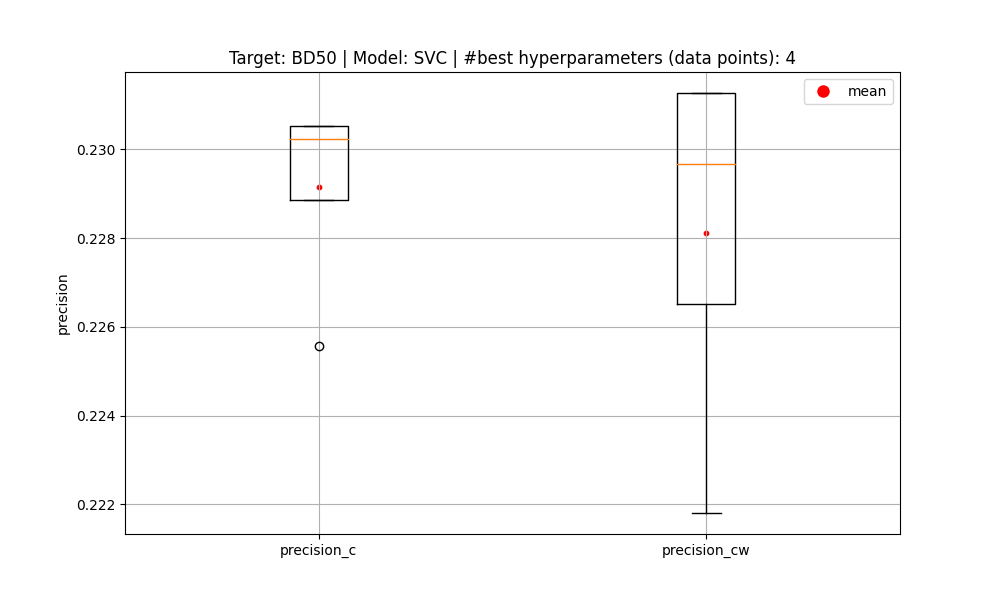 Target: BD50 | Model: SVC | #best hyperparameters (data points): 4
mean
0.230
0.228
0.226
0.224
0.222
precision
precision_c
precision_cw